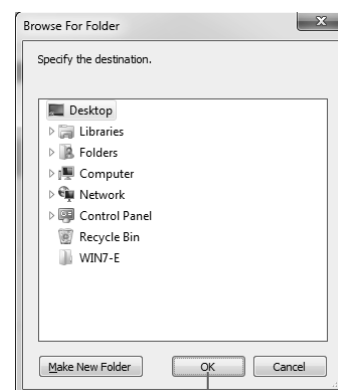 Browse For Folder
Specify the destination.
Desktop
Libraries
Folders
Computer
Network
Control Panel
Recycle Bin
WIN7-E
Make New Folder
OK
Cancel